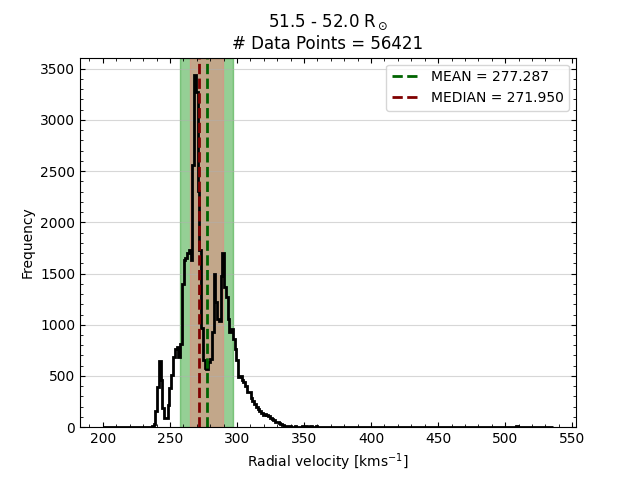 51.5 - 52.0 R⊙
# Data Points = 56421
MEAN = 277.287
MEDIAN = 271.950
Frequency
3500
3000
2500
2000
1500
1000
500
0
200 250 300 350 400 450 500 550
Radial velocity [kms⁻¹]